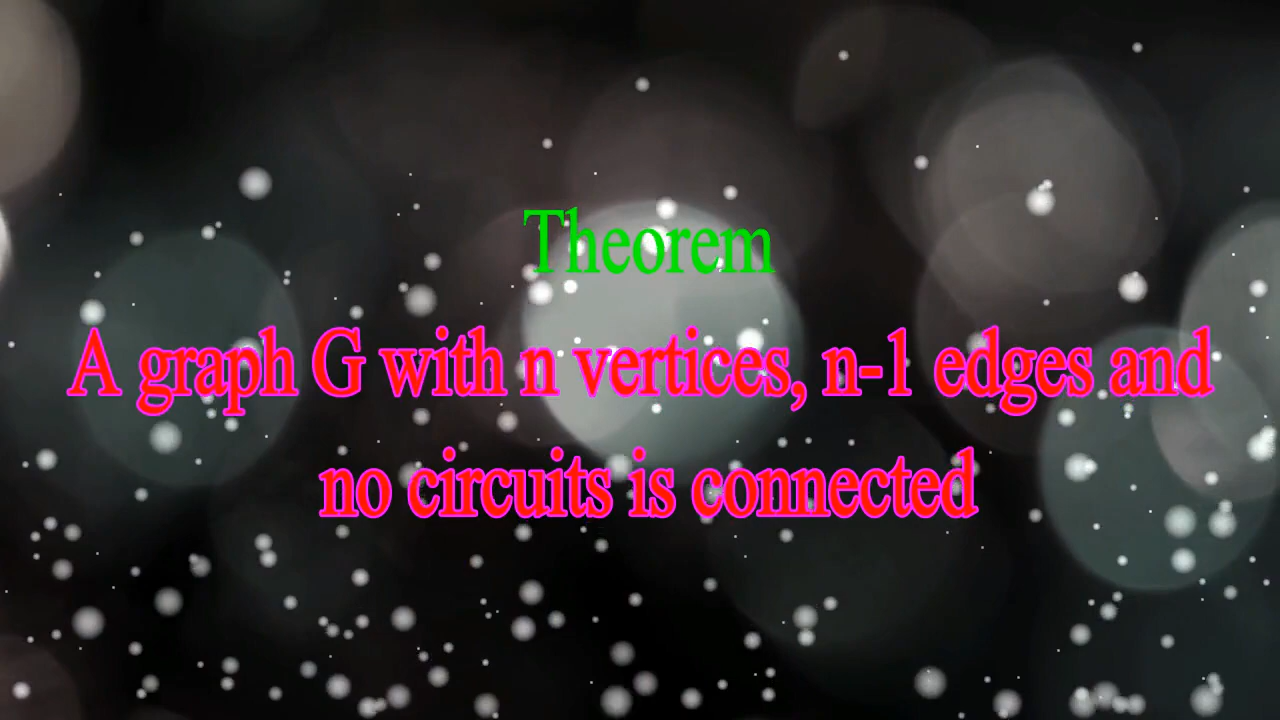 Theorem
A graph G with n vertices, n-1 edges and
no circuits is connected